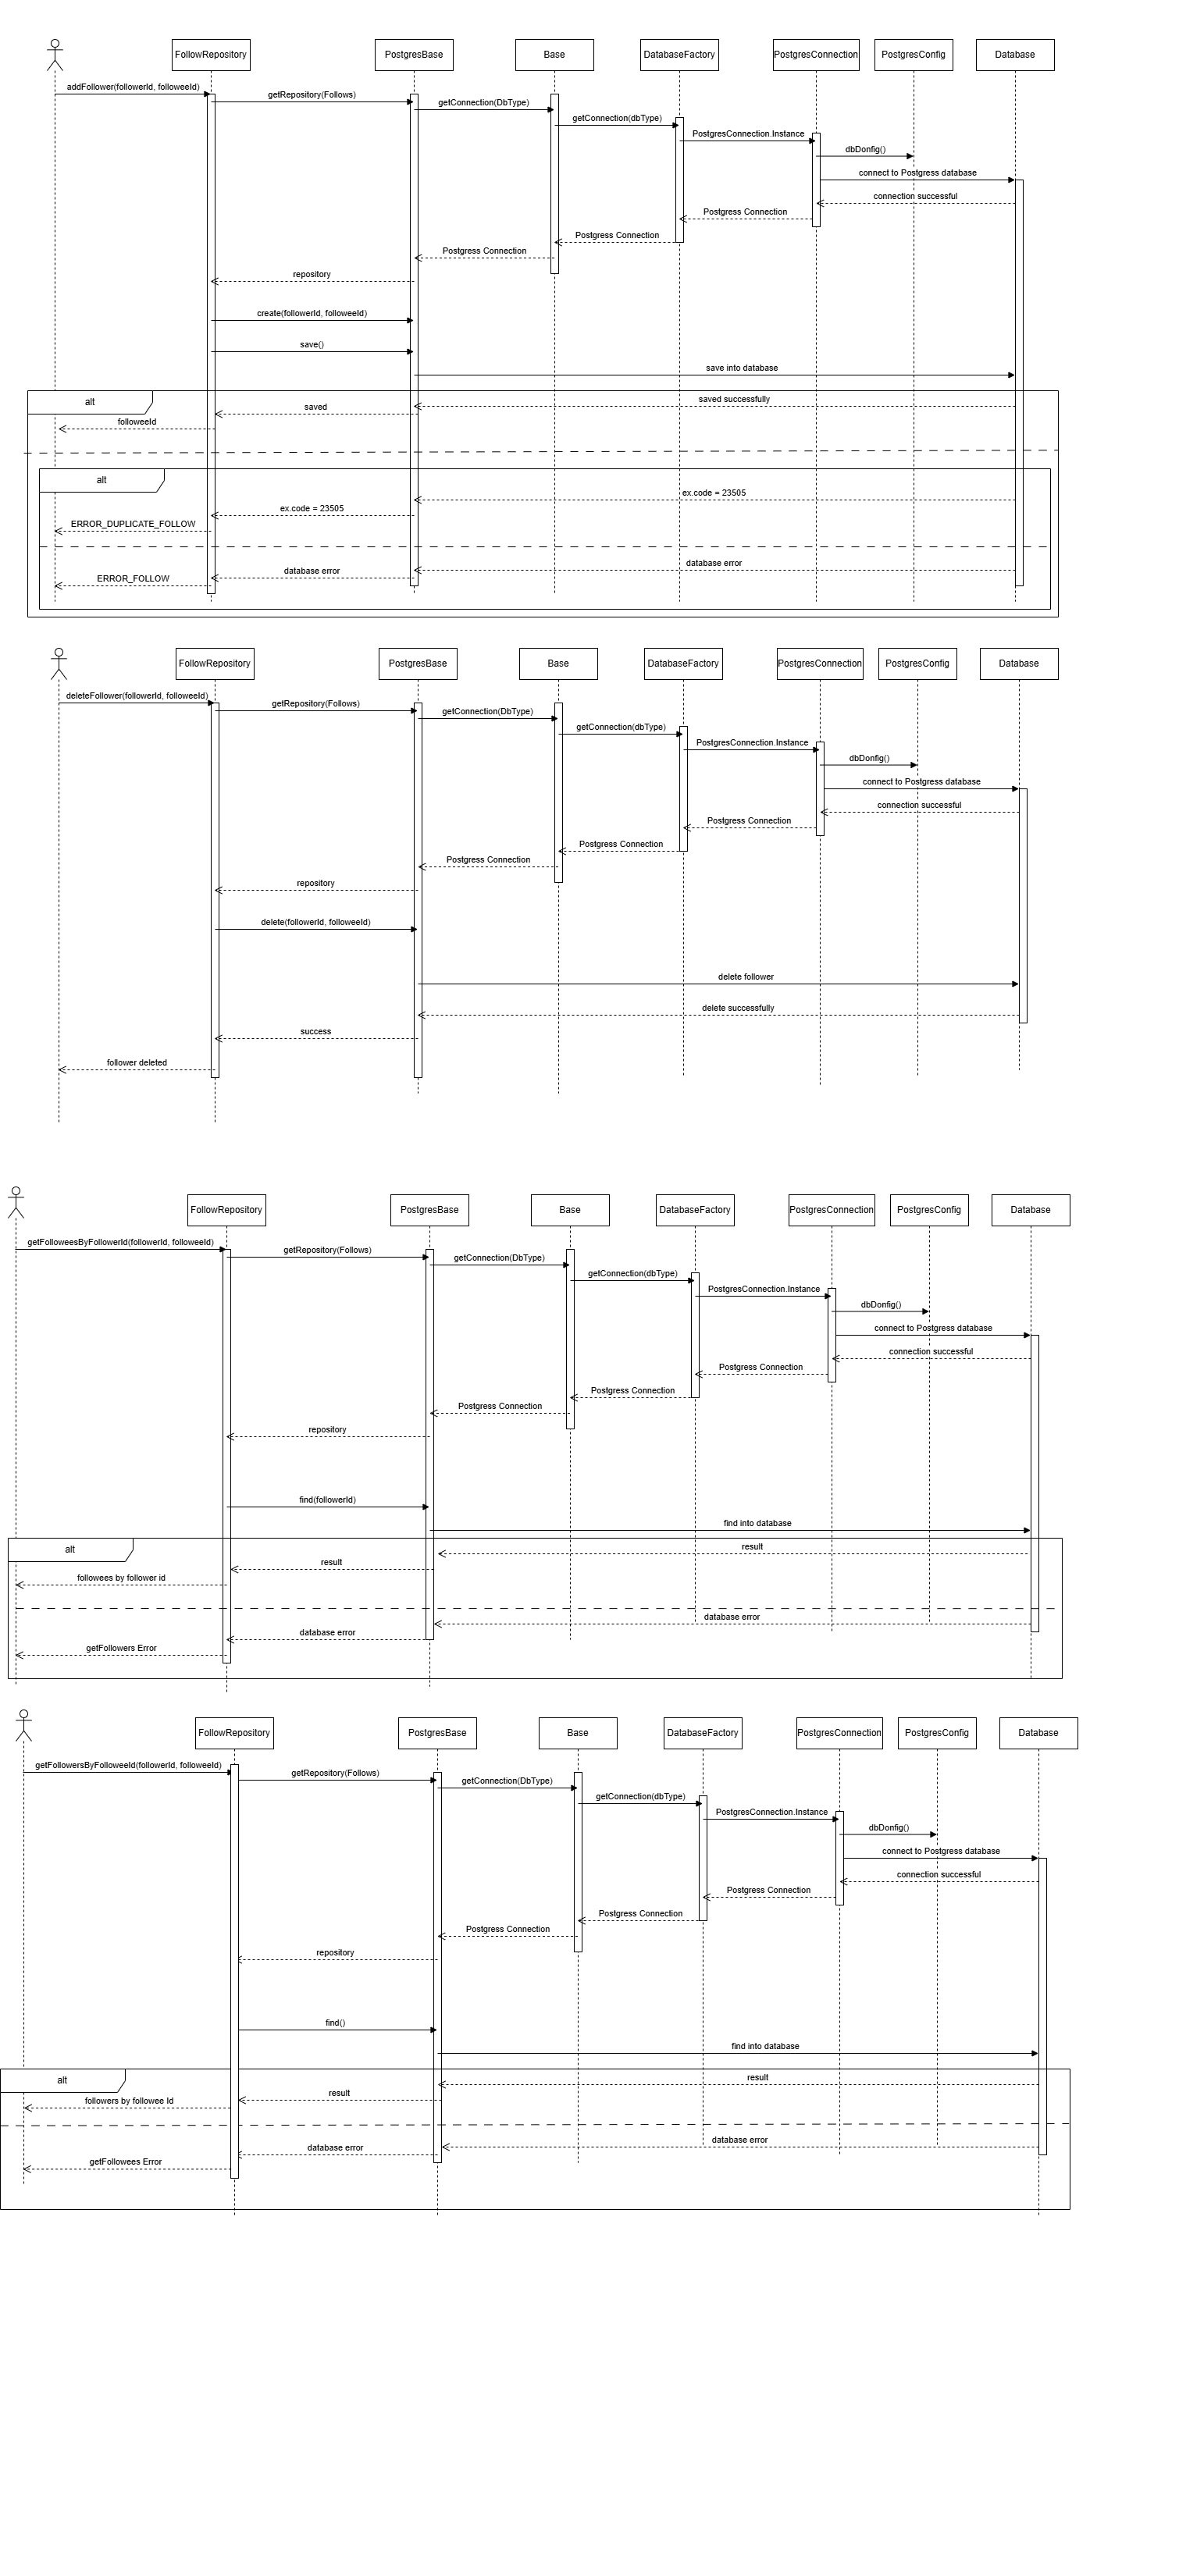 FollowRepository
PostgresBase
Base
DatabaseFactory
PostgresConnection
PostgresConfig
Database
addFollower(followerId, followeeId)
getRepository(Follows)
getConnection(DbType)
getConnection(dbType)
PostgresConnection.Instance
dbDonfig()
connect to Postgress database
connection successful
Postgress Connection
Postgress Connection
Postgress Connection
repository
create(followerId, followeeId)
save()
save into database
alt
saved successfully
saved
followeeId
alt
ex.code = 23505
ex.code = 23505
ERROR_DUPLICATE_FOLLOW
database error
database error
ERROR_FOLLOW
FollowRepository
PostgresBase
Base
DatabaseFactory
PostgresConnection
PostgresConfig
Database
deleteFollower(followerId, followeeId)
getRepository(Follows)
getConnection(DbType)
getConnection(dbType)
PostgresConnection.Instance
dbDonfig()
connect to Postgress database
connection successful
Postgress Connection
Postgress Connection
Postgress Connection
repository
delete(followerId, followeeId)
delete follower
delete successfully
success
follower deleted
FollowRepository
PostgresBase
Base
DatabaseFactory
PostgresConnection
PostgresConfig
Database
getFolloweesByFollowerId(followerId, followeeId)
getRepository(Follows)
getConnection(DbType)
getConnection(dbType)
PostgresConnection.Instance
dbDonfig()
connect to Postgress database
connection successful
Postgress Connection
Postgress Connection
Postgress Connection
repository
find(followerId)
find into database
alt
result
result
followees by follower id
database error
database error
getFollowers Error
FollowRepository
PostgresBase
Base
DatabaseFactory
PostgresConnection
PostgresConfig
Database
getFollowersByFolloweeId(followerId, followeeId)
getRepository(Follows)
getConnection(DbType)
getConnection(dbType)
PostgresConnection.Instance
dbDonfig()
connect to Postgress database
connection successful
Postgress Connection
Postgress Connection
Postgress Connection
repository
find()
find into database
alt
result
result
followers by followee Id
database error
database error
getFollowees Error